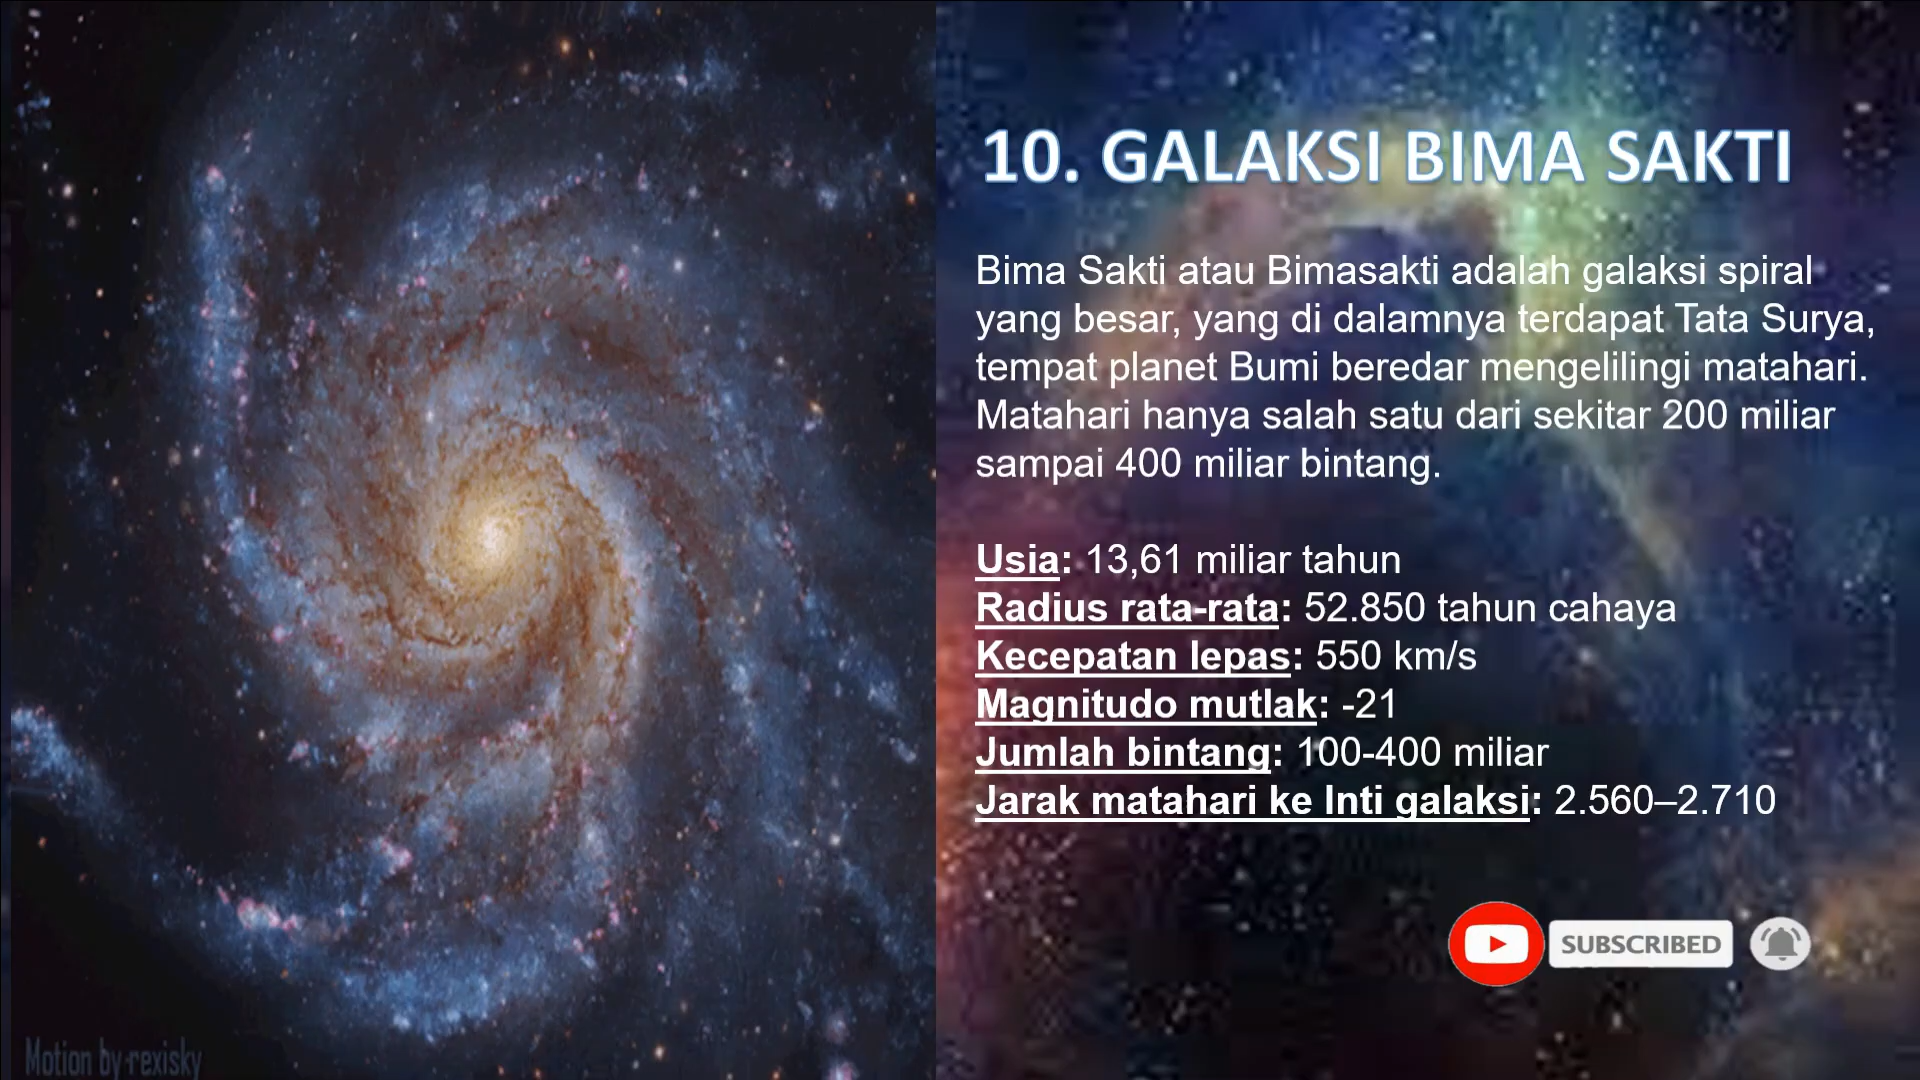 10. GALAKSI BIMA SAKTI
Bima Sakti atau Bimasakti adalah galaksi spiral
yang besar, yang di dalamnya terdapat Tata Surya,
tempat planet Bumi beredar mengelilingi matahari.
Matahari hanya salah satu dari sekitar 200 miliar
sampai 400 miliar bintang.
Usia: 13,61 miliar tahun
Radius rata-rata: 52.850 tahun cahaya
Kecepatan lepas: 550 km/s
Magnitudo mutlak: -21
Jumlah bintang: 100-400 miliar
Jarak matahari ke Inti galaksi: 2.560–2.710
SUBSCRIBED
Motion by rexisky